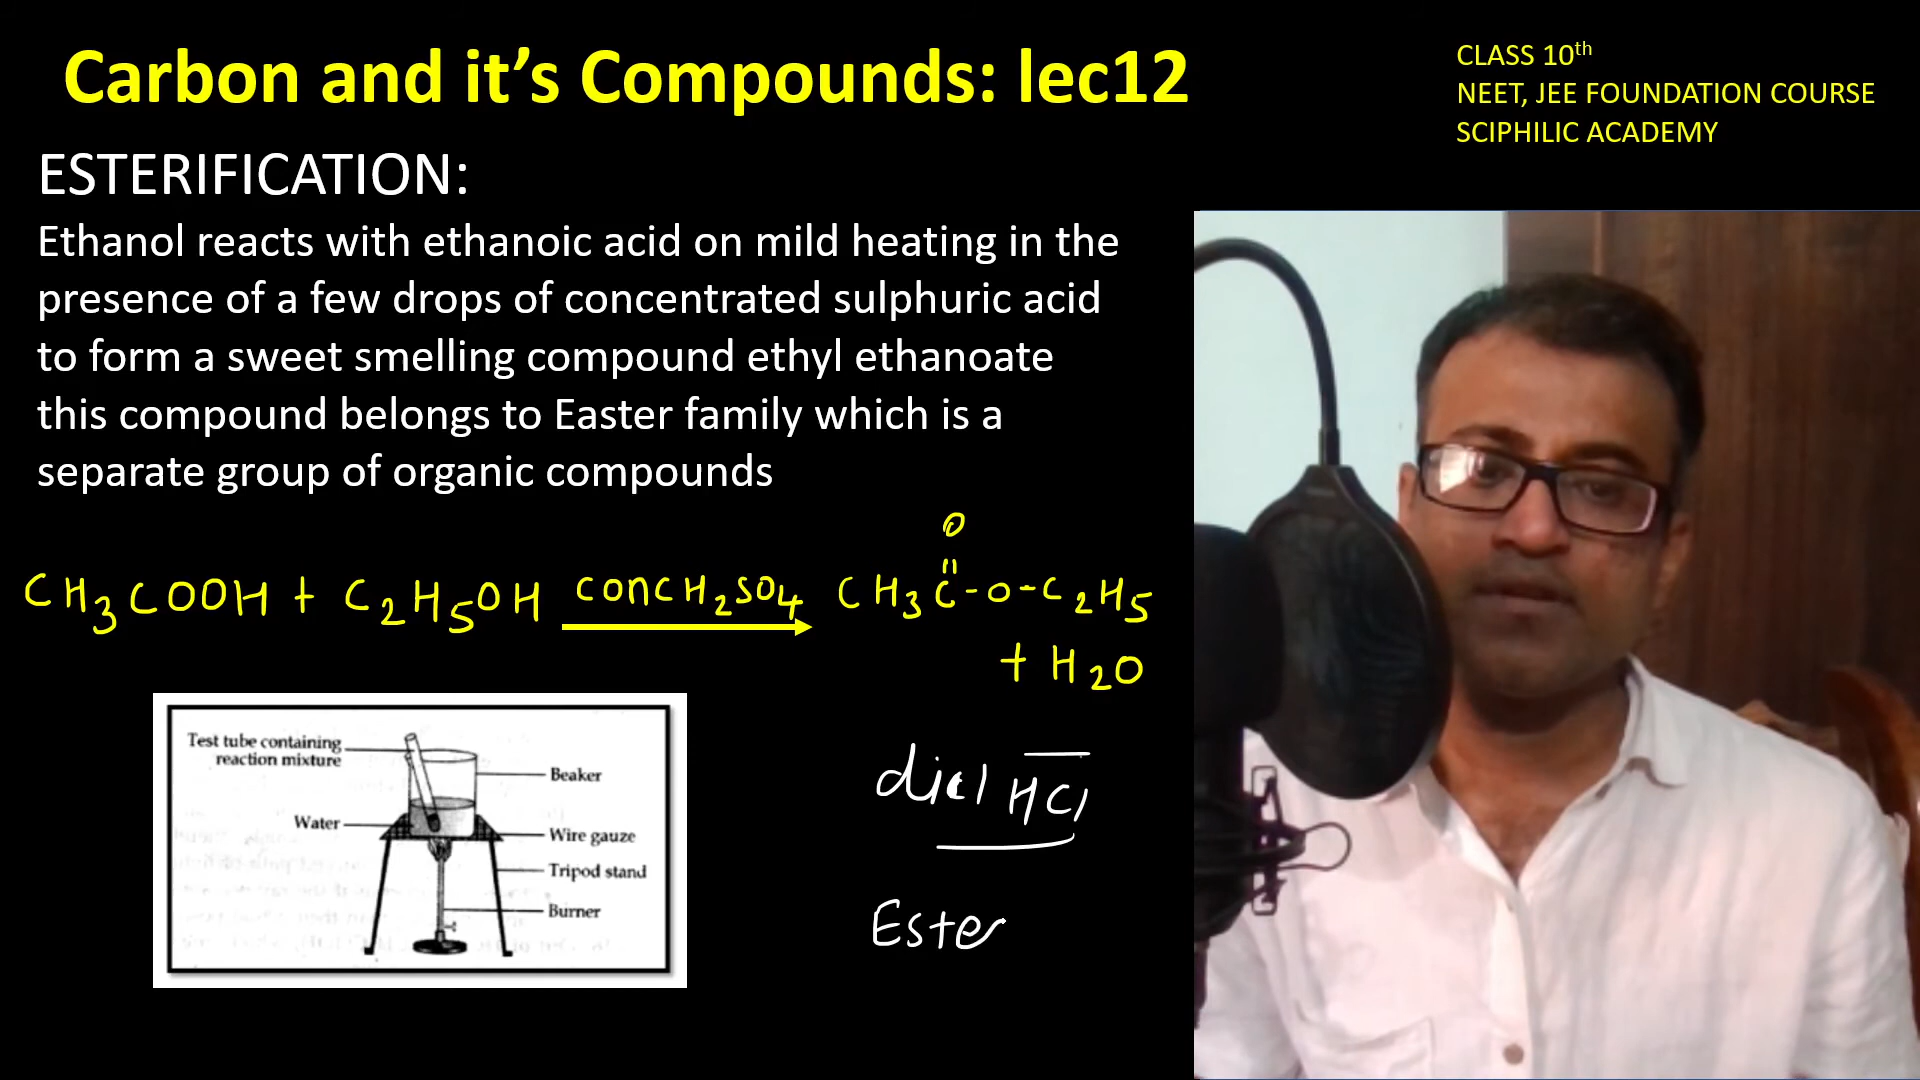 Carbon and it’s Compounds: lec12
CLASS 10th
NEET, JEE FOUNDATION COURSE
SCIPHILIC ACADEMY
ESTERIFICATION:
Ethanol reacts with ethanoic acid on mild heating in the
presence of a few drops of concentrated sulphuric acid
to form a sweet smelling compound ethyl ethanoate
this compound belongs to Easter family which is a
separate group of organic compounds
O
CH3COOH + C2H5OH conCH2SO4 CH3C-O-C2H5
+ H2O
Test tube containing
reaction mixture
Beaker
Water
Wire gauze
Tripod stand
Burner
HCl
Ester